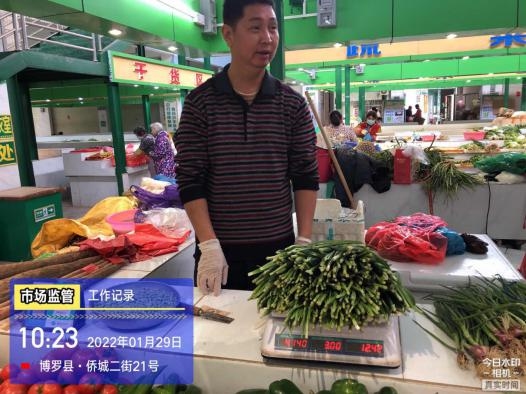 干货区
市场监管
工作记录
10:23
2022年01月29日
博罗县·侨城二街21号
4.140
3.00
12.42
今日水印
-相机-
真实时间